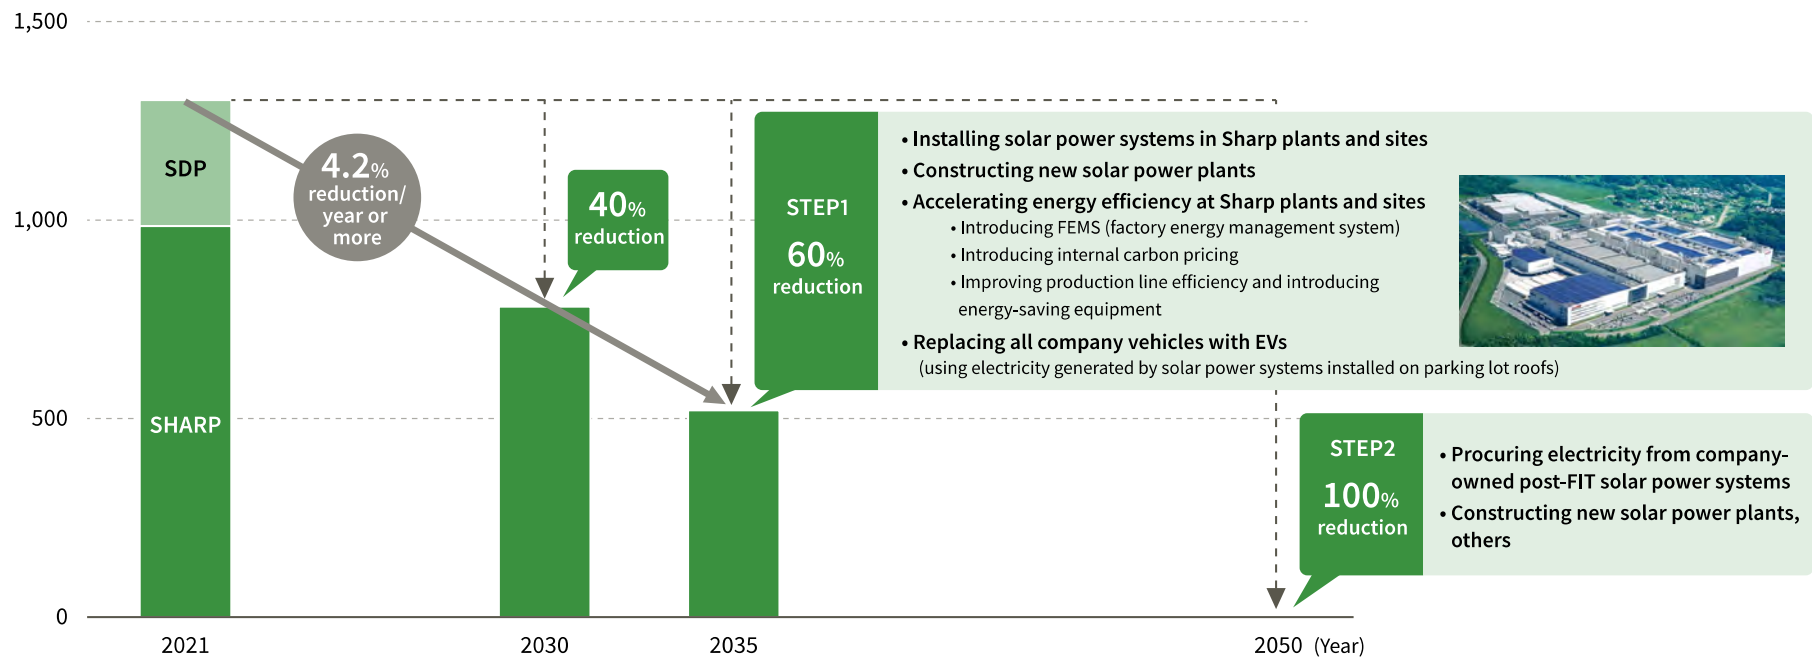 1,500
1,000
500
0
SDP
SHARP
4.2%
reduction/
year or
more
40%
reduction
STEP1
60%
reduction
• Installing solar power systems in Sharp plants and sites
• Constructing new solar power plants
• Accelerating energy efficiency at Sharp plants and sites
• Introducing FEMS (factory energy management system)
• Introducing internal carbon pricing
• Improving production line efficiency and introducing
energy-saving equipment
• Replacing all company vehicles with EVs
(using electricity generated by solar power systems installed on parking lot roofs)
STEP2
100%
reduction
• Procuring electricity from company-
owned post-FIT solar power systems
• Constructing new solar power plants,
others
2021
2030
2035
2050 (Year)